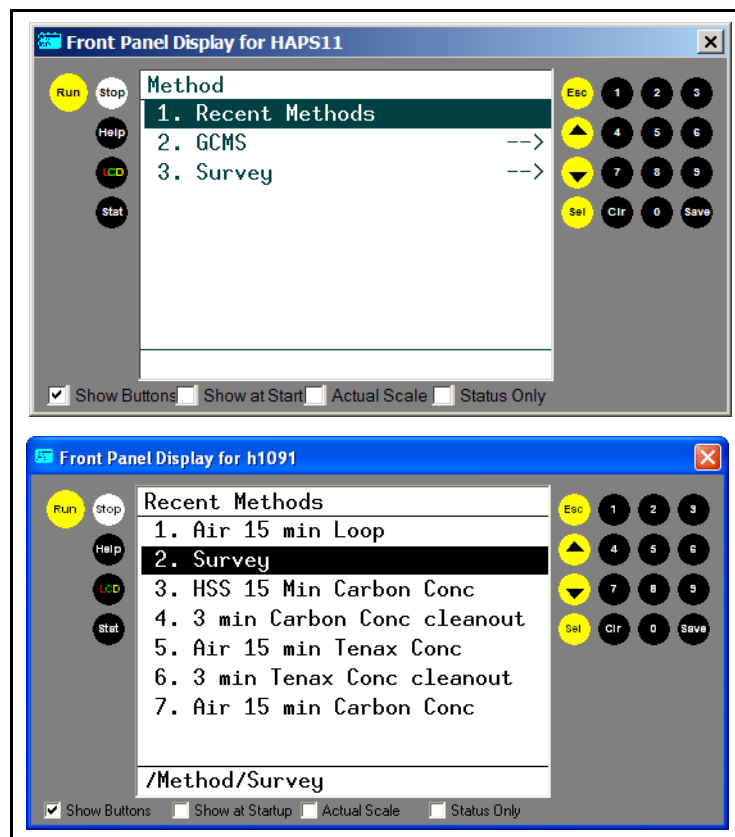 Front Panel Display for HAPS11
Run Stop Method Esc 1 2 3
1. Recent Methods
Help 2. GCMS --> 4 5 6
LCD 3. Survey --> 7 8 9
Stat Sel Clr 0 Save
Show Buttons Show at Start Actual Scale Status Only
Front Panel Display for h1091
Run Stop Recent Methods Esc 1 2 3
1. Air 15 min Loop
Help 2. Survey 4 5 6
LCD 3. HSS 15 Min Carbon Conc 7 8 9
4. 3 min Carbon Conc cleanout
Stat 5. Air 15 min Tenax Conc Sel Clr 0 Save
6. 3 min Tenax Conc cleanout
7. Air 15 min Carbon Conc
/Method/Survey
Show Buttons Show at Startup Actual Scale Status Only